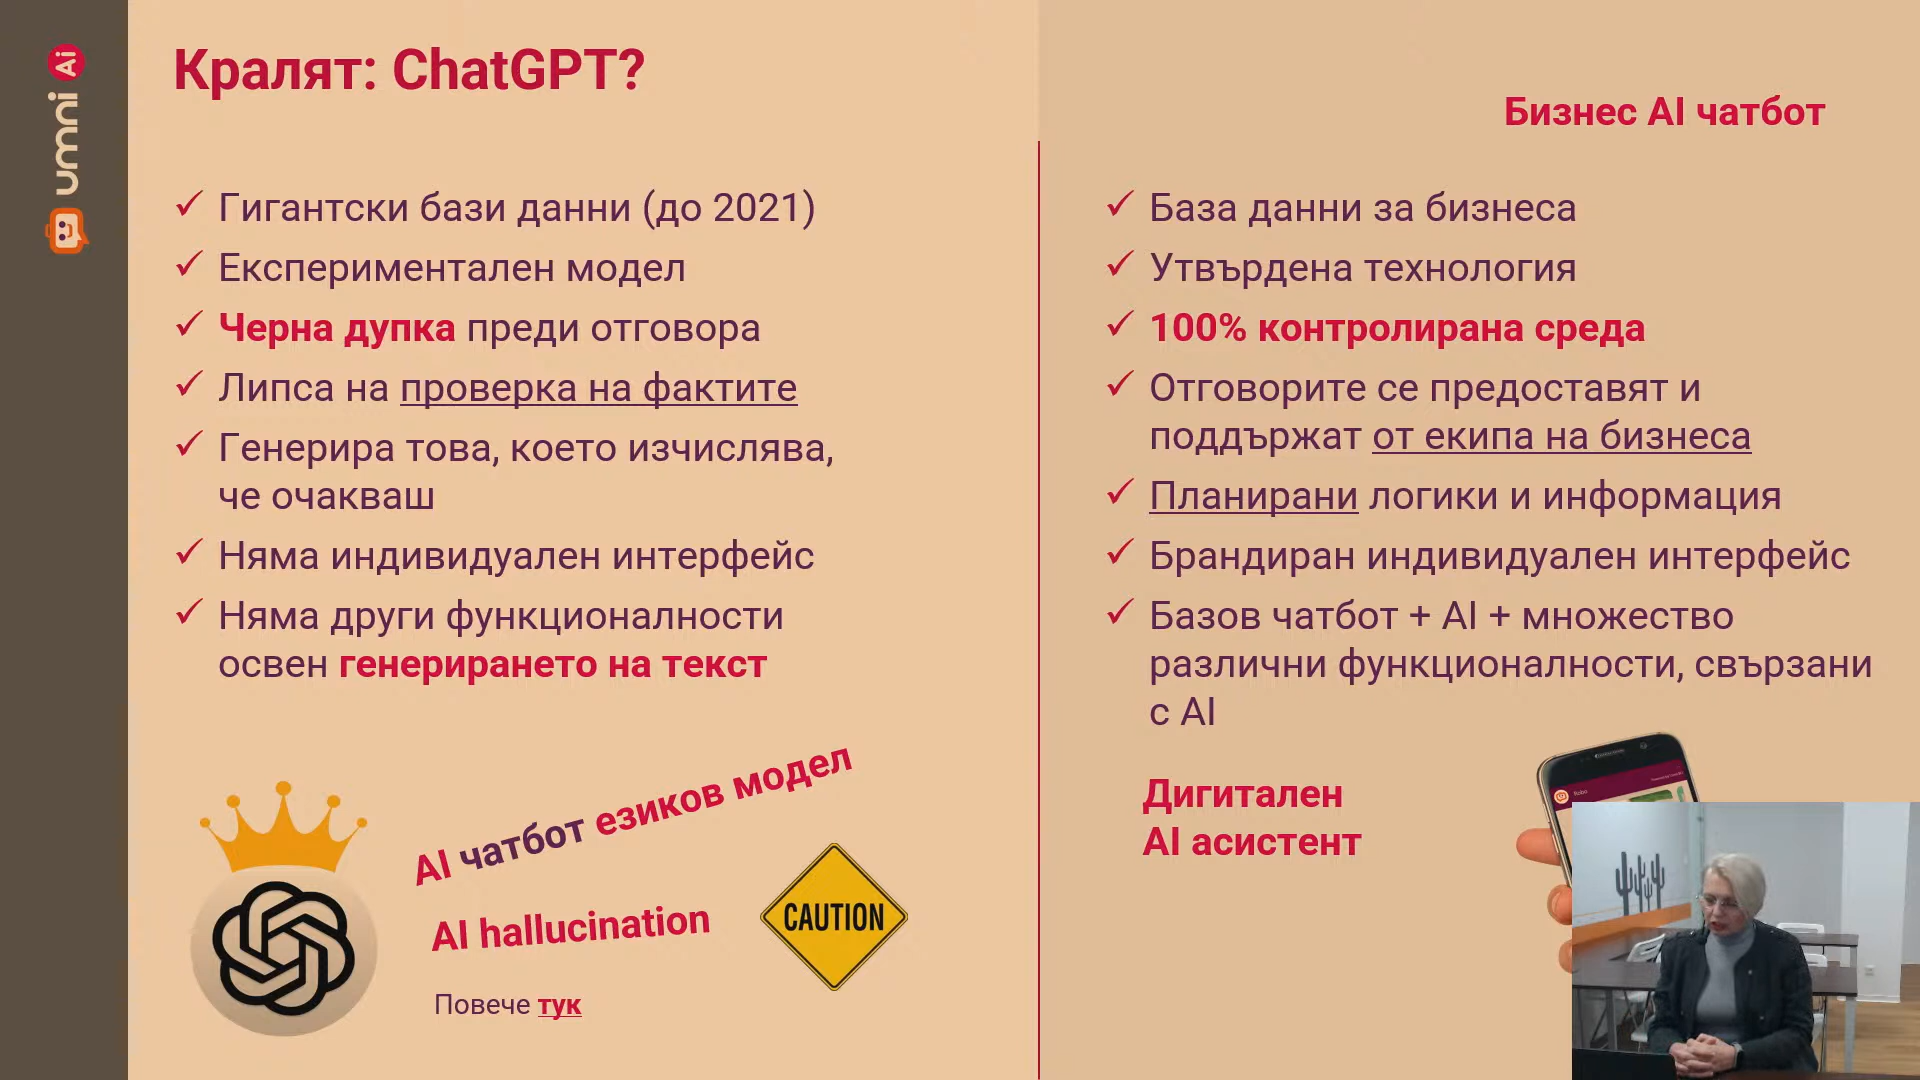 umni Ai
Кралят: ChatGPT?
Гигантски бази данни (до 2021)
Експериментален модел
Черна дупка преди отговора
Липса на проверка на фактите
Генерира това, което изчислява,
че очакваш
Няма индивидуален интерфейс
Няма други функционалности
освен генерирането на текст
AI чатбот езиков модел
AI hallucination
CAUTION
Повече тук
Бизнес AI чатбот
База данни за бизнеса
Утвърдена технология
100% контролирана среда
Отговорите се предоставят и
поддържат от екипа на бизнеса
Планирани логики и информация
Брандиран индивидуален интерфейс
Базов чатбот + AI + множество
различни функционалности, свързани
с AI
Дигитален
AI асистент